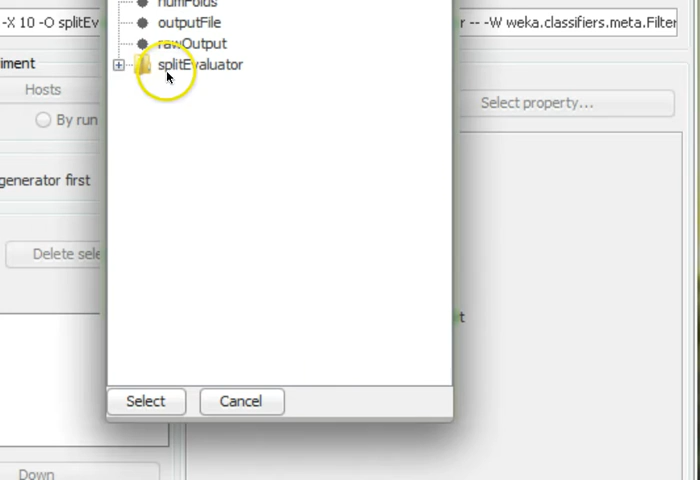 numFolds
-X 10 -O splitEv
outputFile
r -- -W weka.classifiers.meta.Filter
rawOutput
iment
splitEvaluator
Hosts
Select property...
By run
generator first
Delete sele
t
Select
Cancel
Down